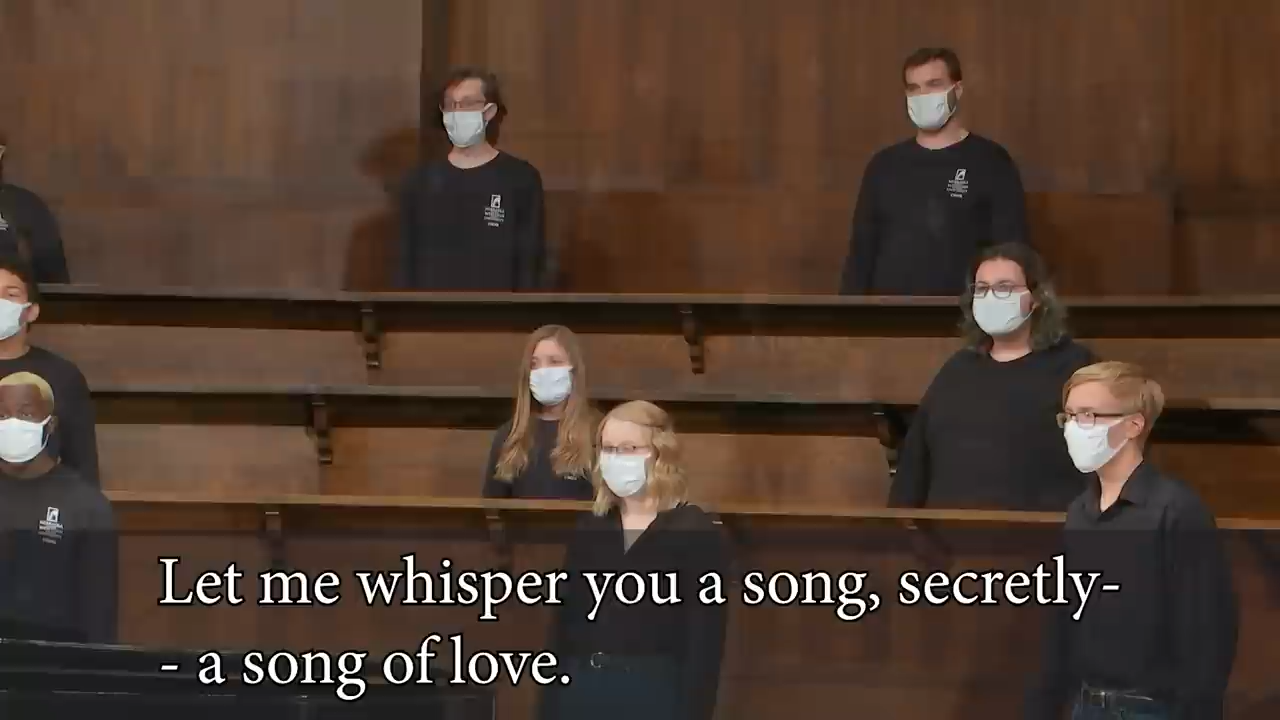 Let me whisper you a song, secretly-
- a song of love.